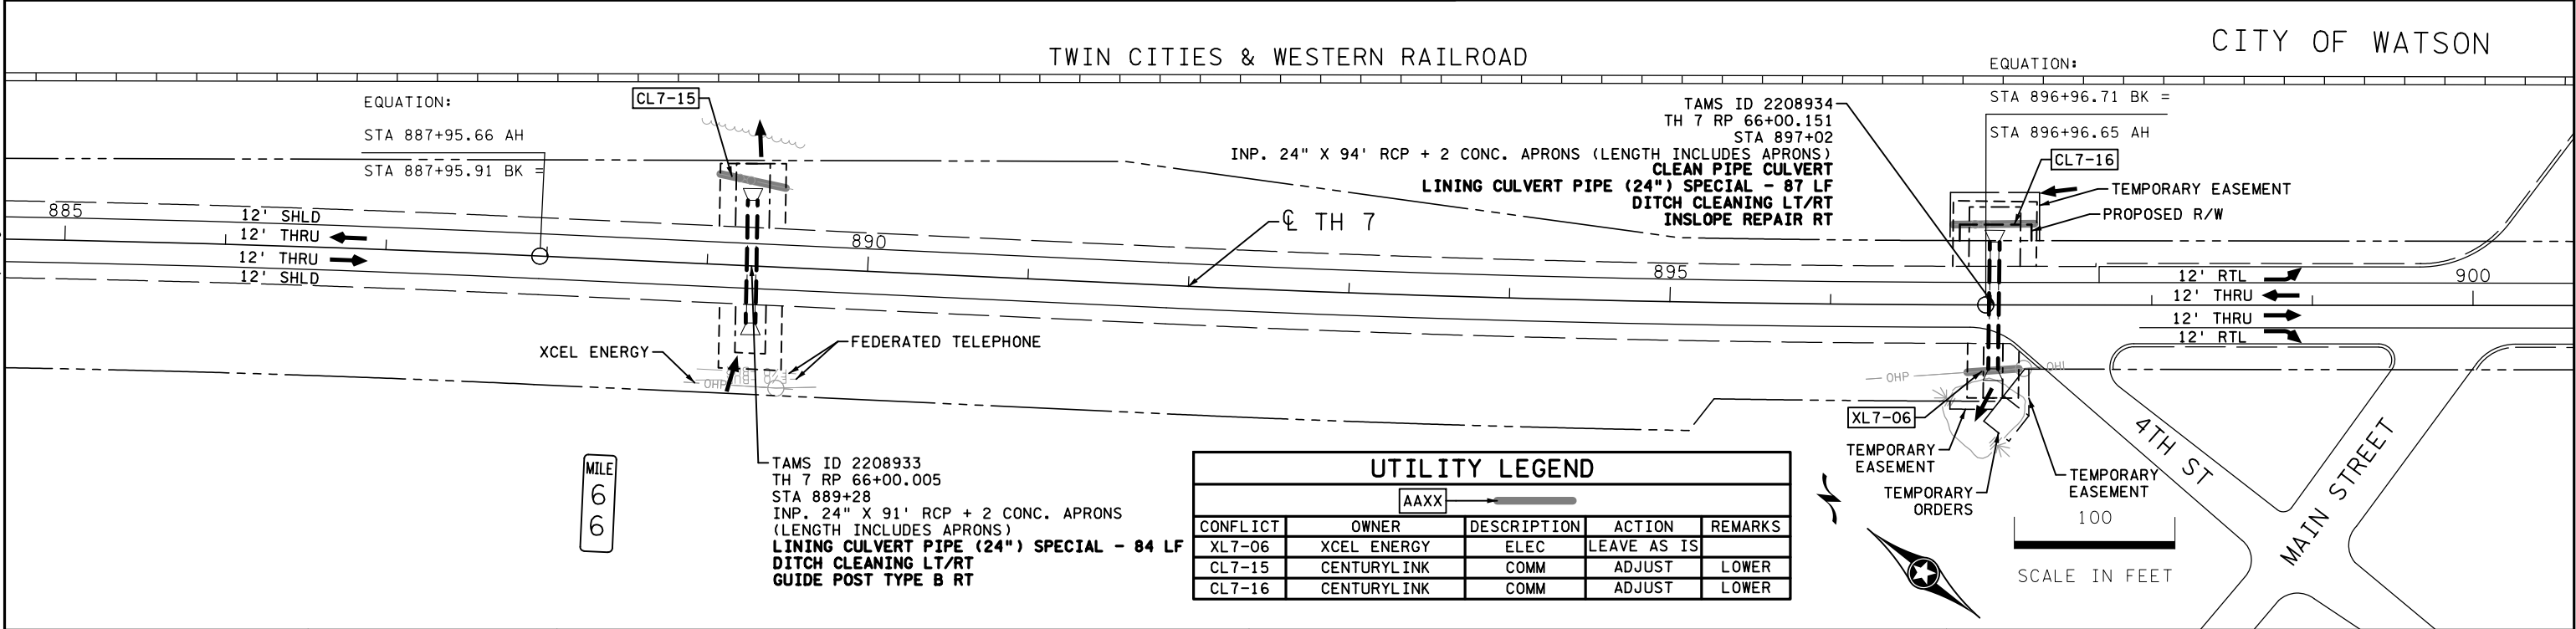 CITY OF WATSON
TWIN CITIES & WESTERN RAILROAD
EQUATION:
STA 887+95.66 AH
STA 887+95.91 BK =
CL7-15
TAMS ID 2208934
TH 7 RP 66+00.151
STA 897+02
INP. 24" X 94' RCP + 2 CONC. APRONS (LENGTH INCLUDES APRONS)
CLEAN PIPE CULVERT
LINING CULVERT PIPE (24") SPECIAL - 87 LF
DITCH CLEANING LT/RT
INSLOPE REPAIR RT
EQUATION:
STA 896+96.71 BK =
STA 896+96.65 AH
CL7-16
TEMPORARY EASEMENT
PROPOSED R/W
885
12' SHLD
12' THRU
12' THRU
12' SHLD
890
℄ TH 7
895
12' RTL
900
12' THRU
12' THRU
12' RTL
XCEL ENERGY
FEDERATED TELEPHONE
OHP
OHP
XL7-06
TEMPORARY
EASEMENT
TEMPORARY
ORDERS
TEMPORARY
EASEMENT
4TH ST
MAIN STREET
MILE
6
6
TAMS ID 2208933
TH 7 RP 66+00.005
STA 889+28
INP. 24" X 91' RCP + 2 CONC. APRONS
(LENGTH INCLUDES APRONS)
LINING CULVERT PIPE (24") SPECIAL - 84 LF
DITCH CLEANING LT/RT
GUIDE POST TYPE B RT
UTILITY LEGEND
AAXX
CONFLICT OWNER DESCRIPTION ACTION REMARKS
XL7-06 XCEL ENERGY ELEC LEAVE AS IS
CL7-15 CENTURYLINK COMM ADJUST LOWER
CL7-16 CENTURYLINK COMM ADJUST LOWER
100
SCALE IN FEET